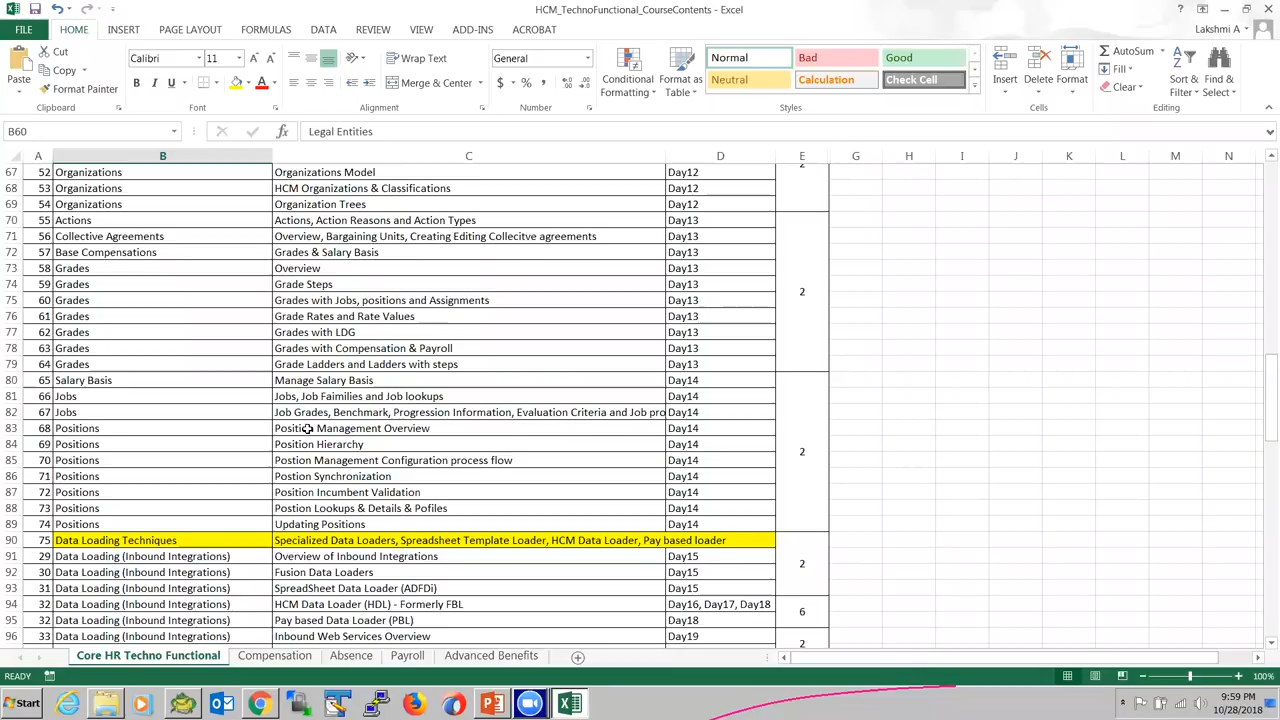 HCM_TechnoFunctional_CourseContents - Excel
FILE HOME INSERT PAGE LAYOUT FORMULAS DATA REVIEW VIEW ADD-INS ACROBAT Lakshmi A
Paste Cut Copy Format Painter Clipboard
Calibri 11 B I U A Font
Wrap Text Merge & Center Alignment
General $ % , Number
Conditional Formatting Format as Table
Normal Bad Good
Neutral Calculation Check Cell
Styles
Insert Delete Format Cells
AutoSum Fill Clear Sort & Filter Find & Select Editing
B60 fx Legal Entities
A B C D E G H I J K L M N
67 52 Organizations Organizations Model Day12 2
68 53 Organizations HCM Organizations & Classifications Day12
69 54 Organizations Organization Trees Day12
70 55 Actions Actions, Action Reasons and Action Types Day13
71 56 Collective Agreements Overview, Bargaining Units, Creating Editing Collecitve agreements Day13
72 57 Base Compensations Grades & Salary Basis Day13
73 58 Grades Overview Day13
74 59 Grades Grade Steps Day13 2
75 60 Grades Grades with Jobs, positions and Assignments Day13
76 61 Grades Grade Rates and Rate Values Day13
77 62 Grades Grades with LDG Day13
78 63 Grades Grades with Compensation & Payroll Day13
79 64 Grades Grade Ladders and Ladders with steps Day13
80 65 Salary Basis Manage Salary Basis Day14
81 66 Jobs Jobs, Job Faimilies and Job lookups Day14
82 67 Jobs Job Grades, Benchmark, Progression Information, Evaluation Criteria and Job pro Day14
83 68 Positions Position Management Overview Day14
84 69 Positions Position Hierarchy Day14 2
85 70 Positions Postion Management Configuration process flow Day14
86 71 Positions Postion Synchronization Day14
87 72 Positions Postion Incumbent Validation Day14
88 73 Positions Postion Lookups & Details & Pofiles Day14
89 74 Positions Updating Positions Day14
90 75 Data Loading Techniques Specialized Data Loaders, Spreadsheet Template Loader, HCM Data Loader, Pay based loader
91 29 Data Loading (Inbound Integrations) Overview of Inbound Integrations Day15 2
92 30 Data Loading (Inbound Integrations) Fusion Data Loaders Day15
93 31 Data Loading (Inbound Integrations) SpreadSheet Data Loader (ADFDi) Day15
94 32 Data Loading (Inbound Integrations) HCM Data Loader (HDL) - Formerly FBL Day16, Day17, Day18 6
95 32 Data Loading (Inbound Integrations) Pay based Data Loader (PBL) Day18
96 33 Data Loading (Inbound Integrations) Inbound Web Services Overview Day19 2
Core HR Techno Functional Compensation Absence Payroll Advanced Benefits
READY 100%
Start 9:59 PM
10/28/2018